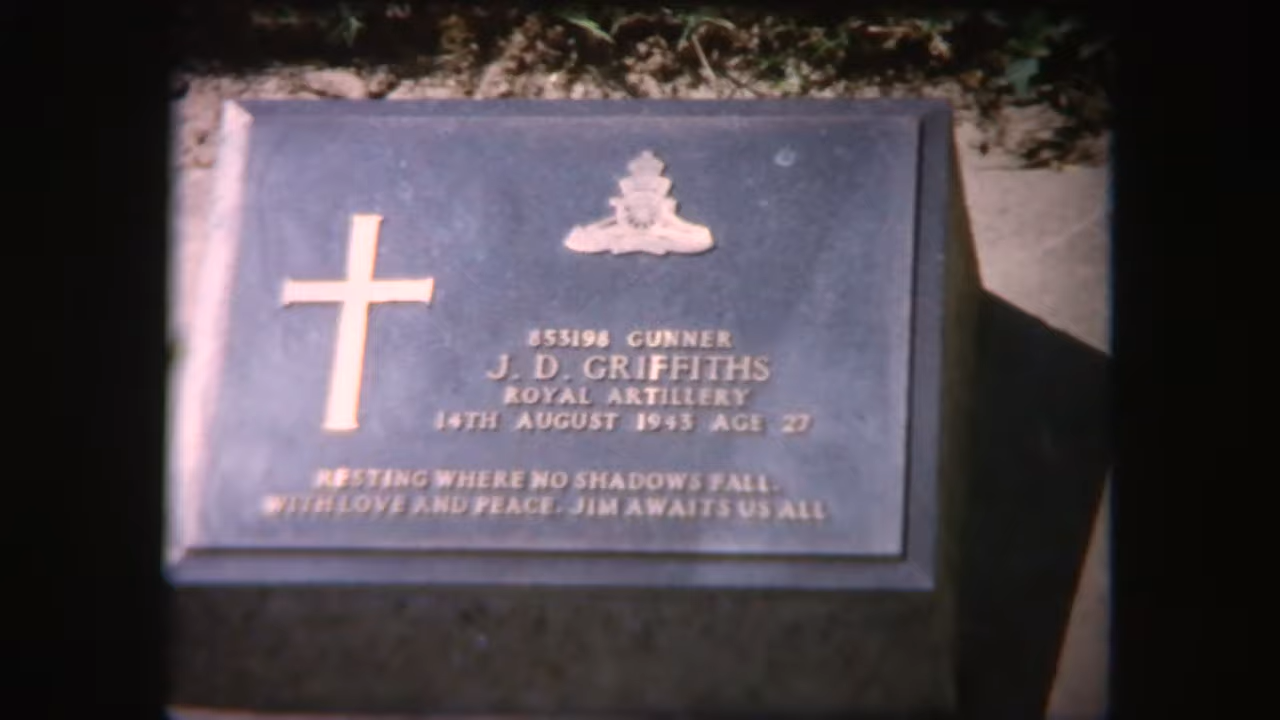 853198 GUNNER
J. D. GRIFFITHS
ROYAL ARTILLERY
14TH AUGUST 1943 AGE 27
RESTING WHERE NO SHADOWS FALL.
WITH LOVE AND PEACE. JIM AWAITS US ALL